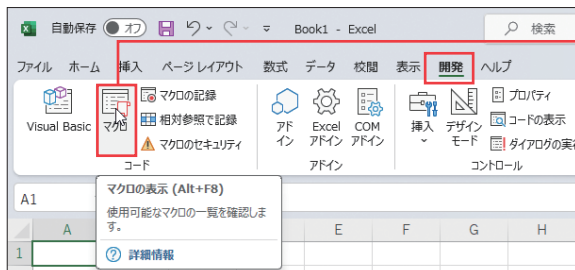 自動保存 オフ Book1 - Excel 検索
ファイル ホーム 挿入 ページ レイアウト 数式 データ 校閲 表示 開発 ヘルプ
Visual Basic
マクロ
マクロの記録
相対参照で記録
マクロのセキュリティ
コード
アド
イン
Excel
アドイン
COM
アドイン
アドイン
挿入
デザイン
モード
プロパティ
コードの表示
ダイアログの実
コントロール
A1
マクロの表示 (Alt+F8)
使用可能なマクロの一覧を確認しま
す。
詳細情報
A E F G H
1